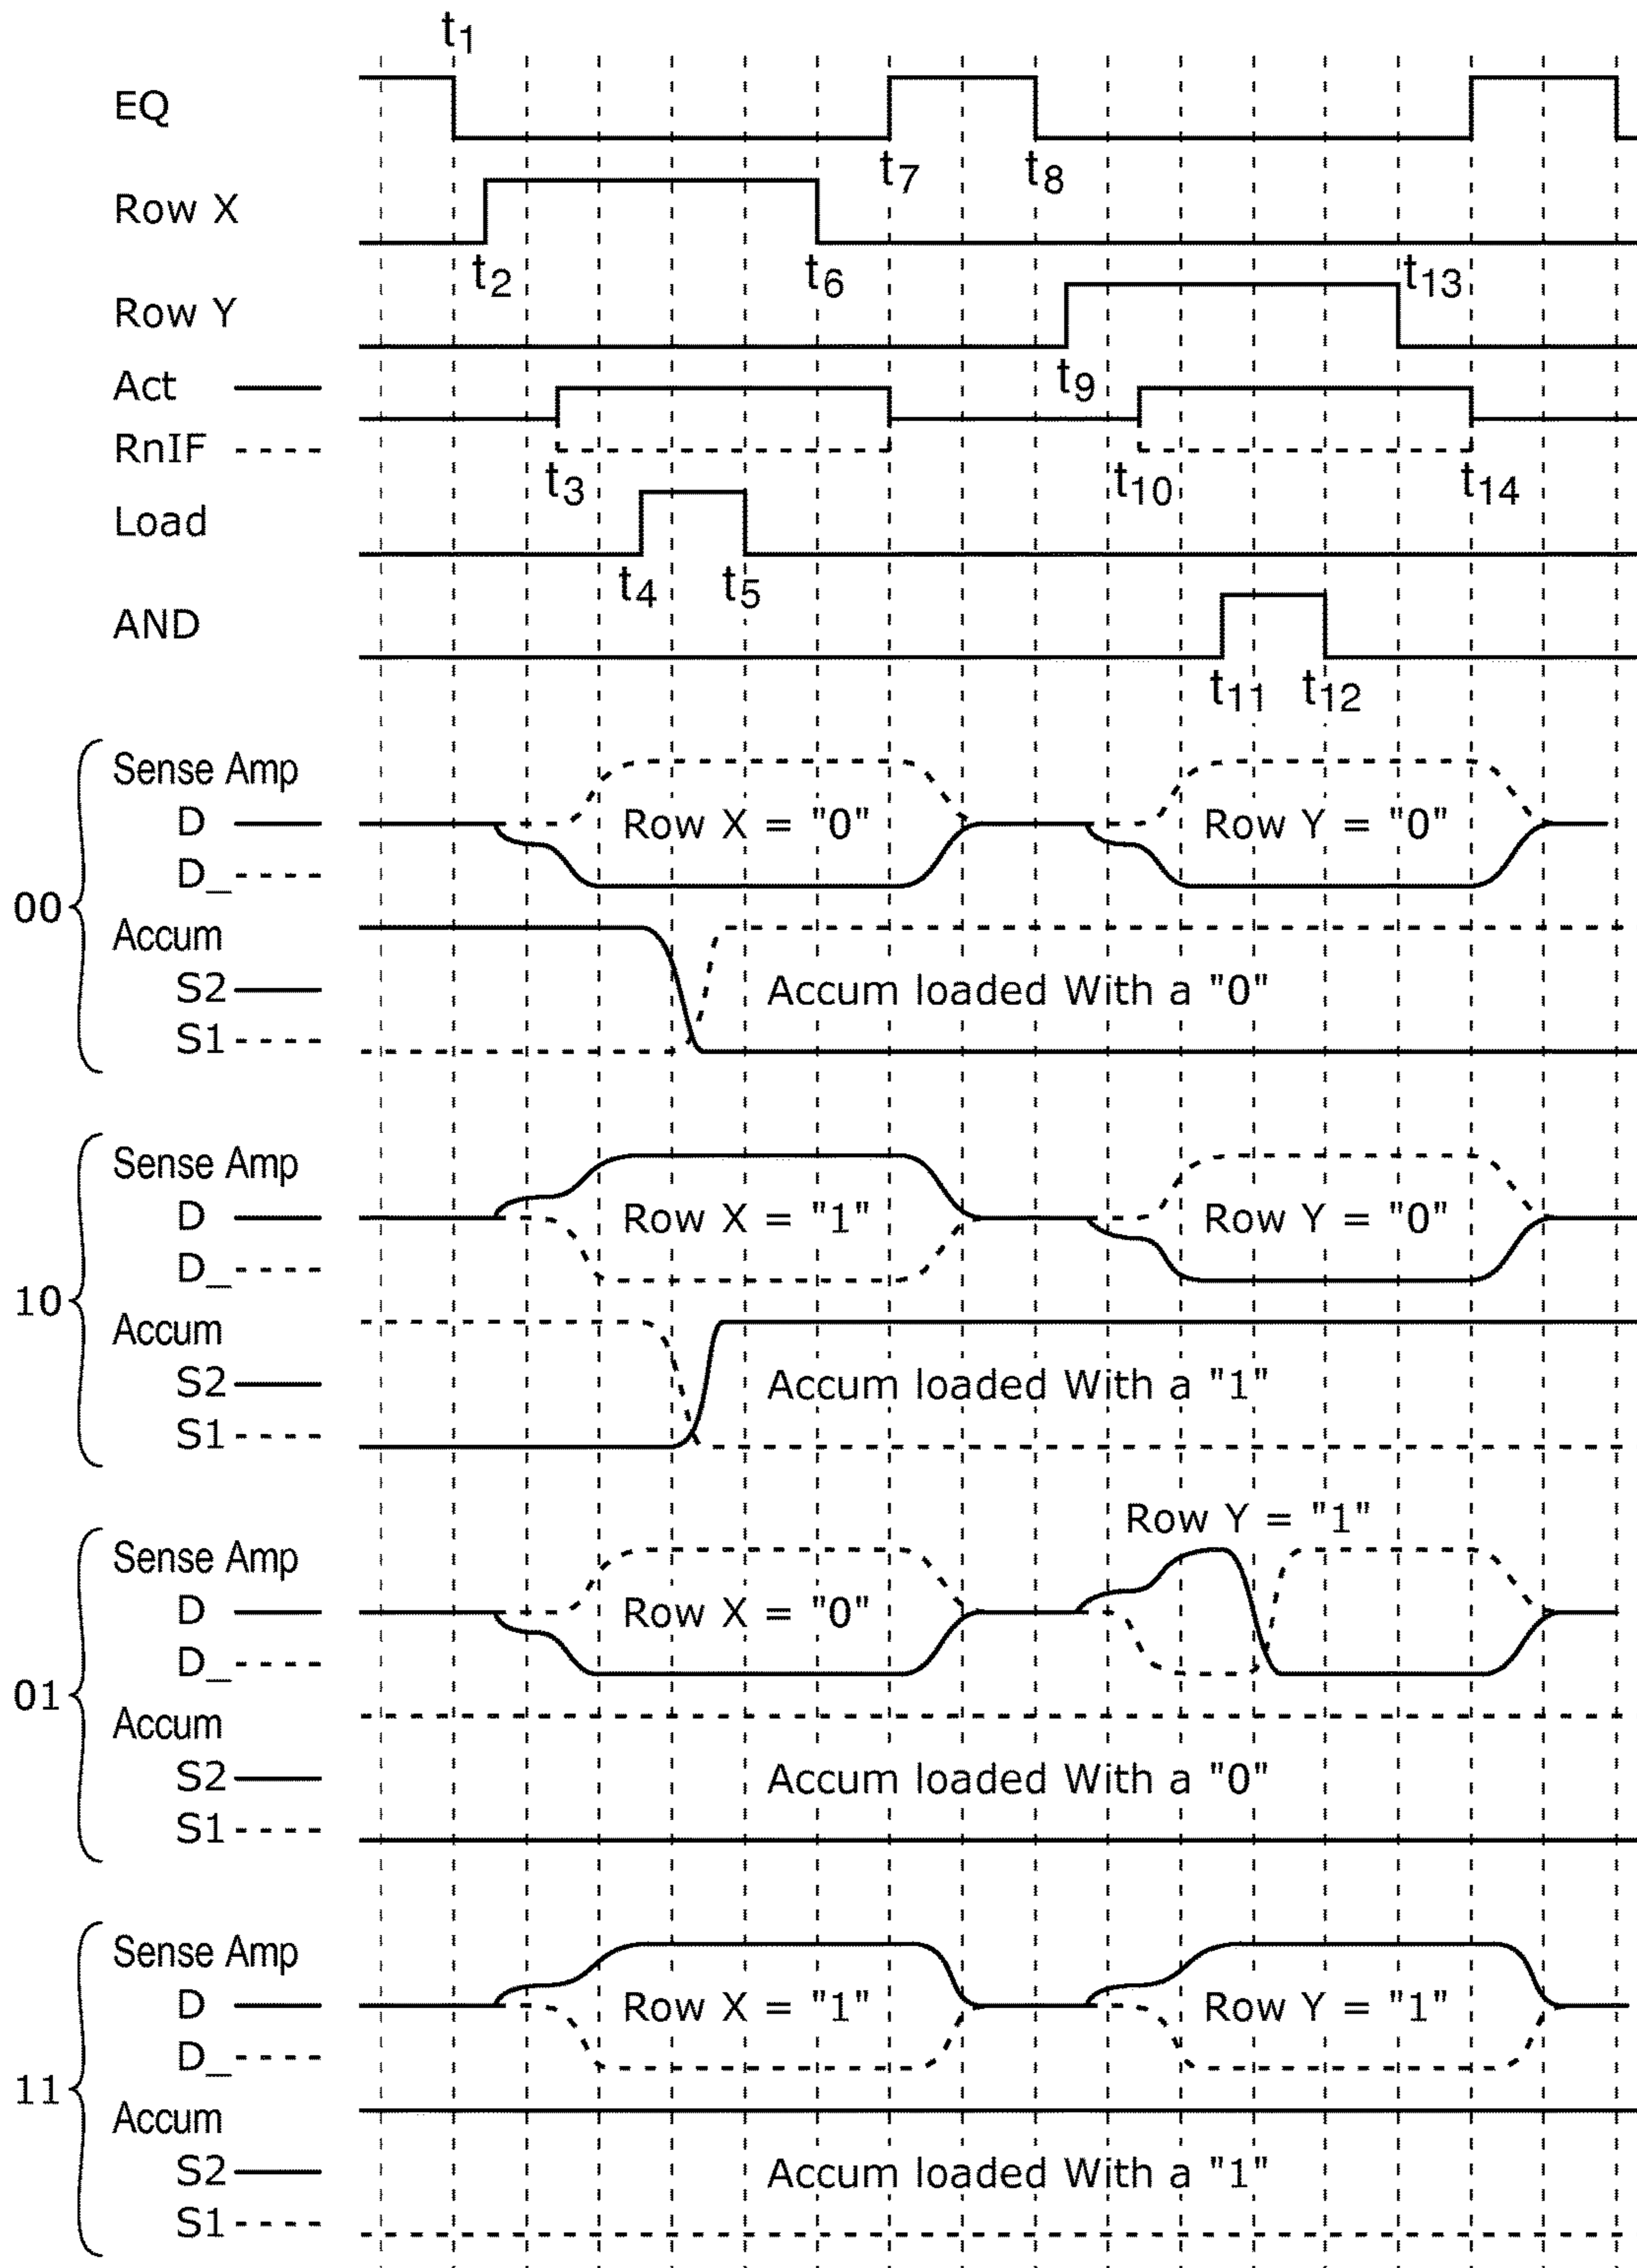 t1
EQ
t7 t8
Row X
t2 t6 t13
Row Y
t9
Act
RnIF
t3 t10 t14
Load
t4 t5
AND
t11 t12
00
Sense Amp
D Row X = "0" Row Y = "0"
D_
Accum
S2 Accum loaded With a "0"
S1
10
Sense Amp
D Row X = "1" Row Y = "0"
D_
Accum
S2 Accum loaded With a "1"
S1
01
Row Y = "1"
Sense Amp
D Row X = "0"
D_
Accum
S2 Accum loaded With a "0"
S1
11
Sense Amp
D Row X = "1" Row Y = "1"
D_
Accum
S2 Accum loaded With a "1"
S1